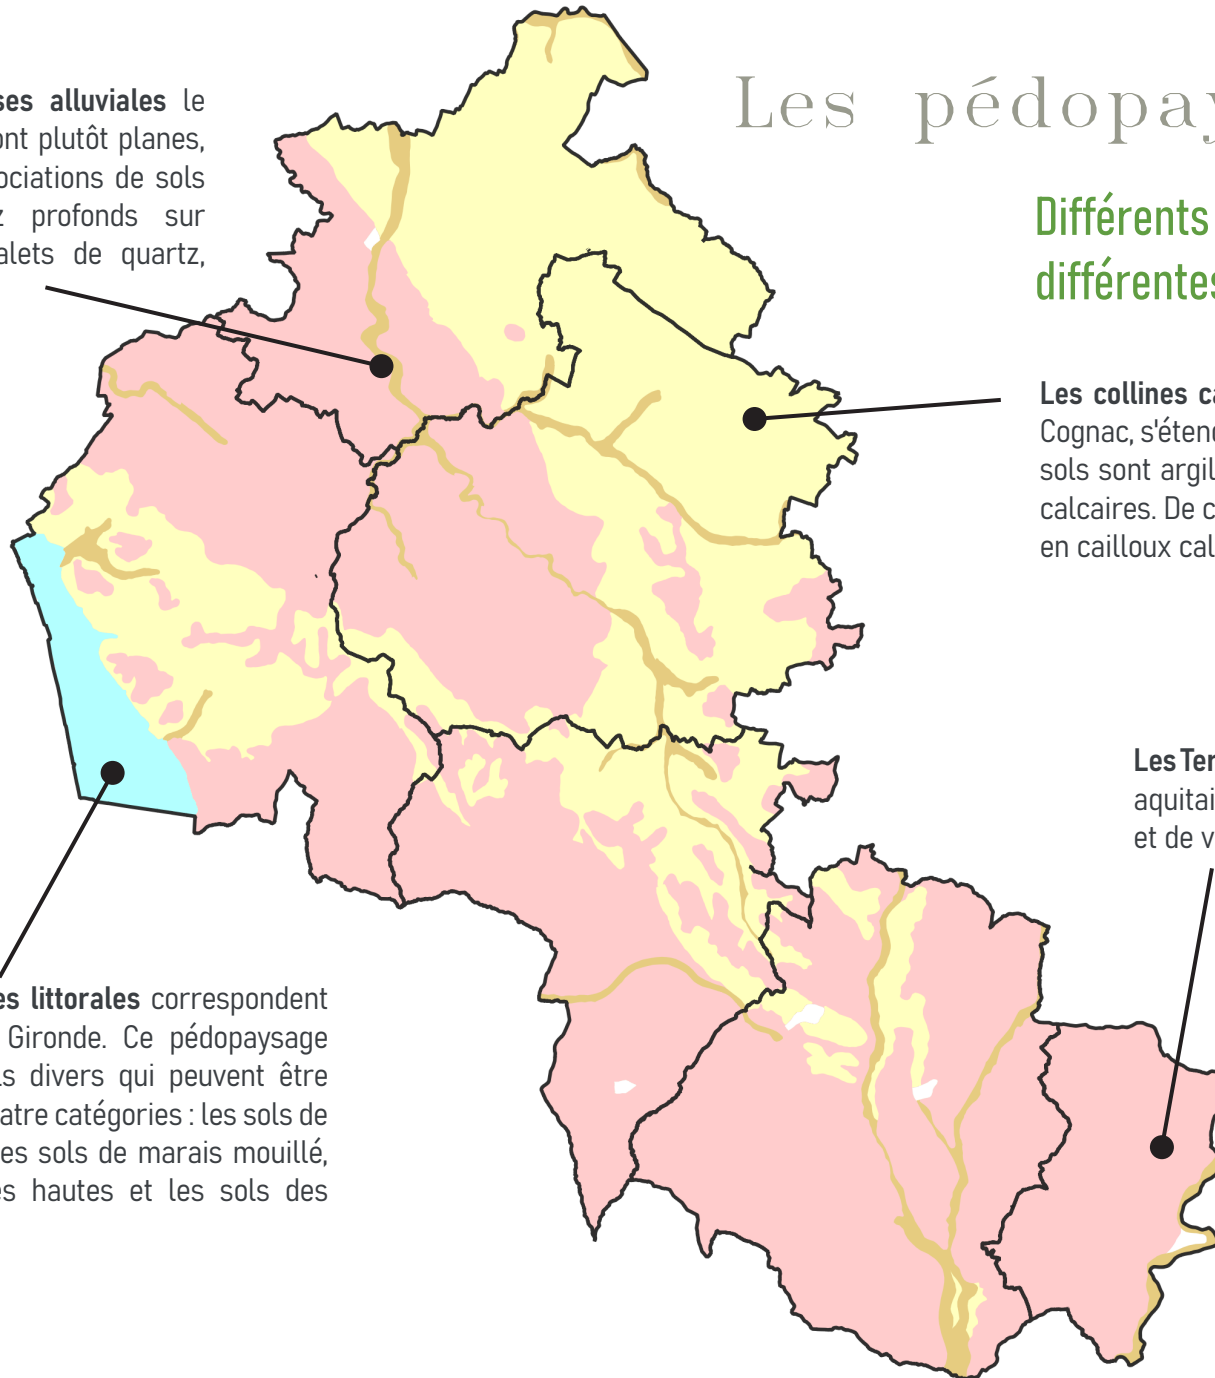 Les pédopay
Différents
différentes
ses alluviales le
ont plutôt planes,
ociations de sols
z profonds sur
alets de quartz,
Les collines ca
Cognac, s'étend
sols sont argil
calcaires. De c
en cailloux cal
Les Ter
aquitai
et de v
es littorales correspondent
Gironde. Ce pédopaysage
ls divers qui peuvent être
atre catégories : les sols de
es sols de marais mouillé,
es hautes et les sols des